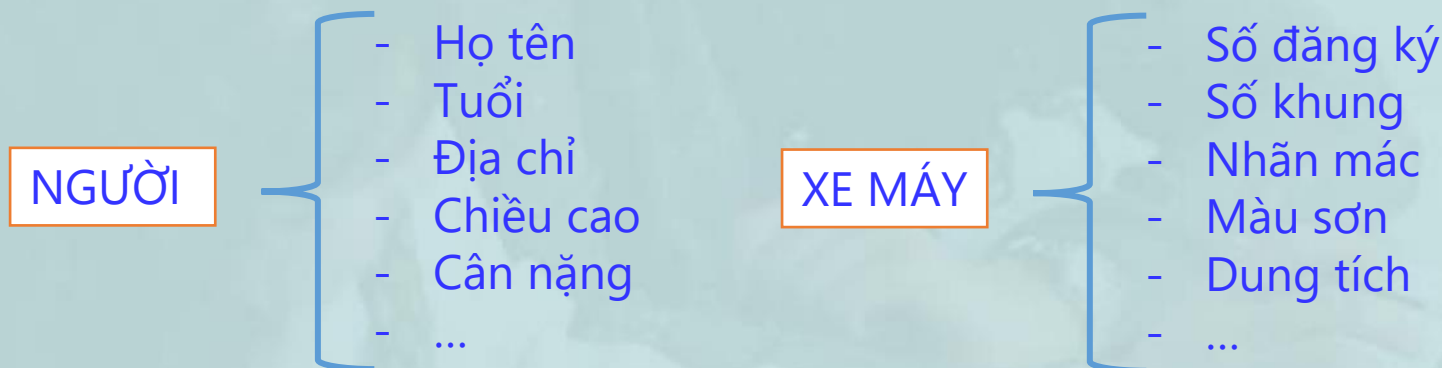 NGƯỜI
- Họ tên
- Tuổi
- Địa chỉ
- Chiều cao
- Cân nặng
- ...
XE MÁY
- Số đăng ký
- Số khung
- Nhãn mác
- Màu sơn
- Dung tích
- ...